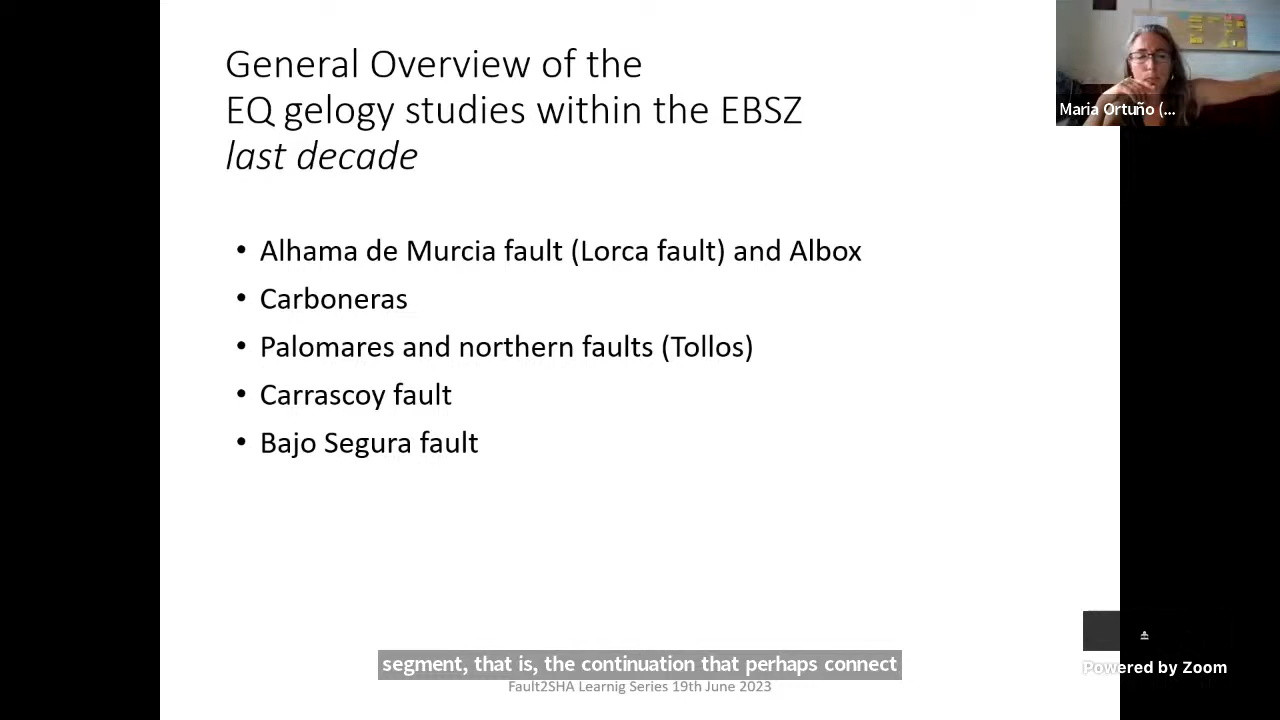 General Overview of the
EQ gelogy studies within the EBSZ
last decade
Maria Ortuño (...
• Alhama de Murcia fault (Lorca fault) and Albox
• Carboneras
• Palomares and northern faults (Tollos)
• Carrascoy fault
• Bajo Segura fault
segment, that is, the continuation that perhaps connect
Fault2SHA Learnig Series 19th June 2023
Powered by Zoom